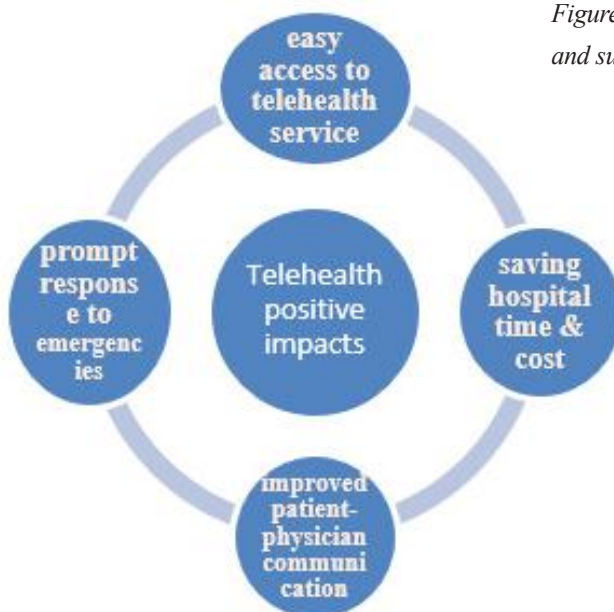 Figure
and su
easy
access to
telehealth
service
prompt
respons
e to
emergenc
ies
Telehealth
positive
impacts
saving
hospital
time &
cost
improved
patient-
physician
communi
cation